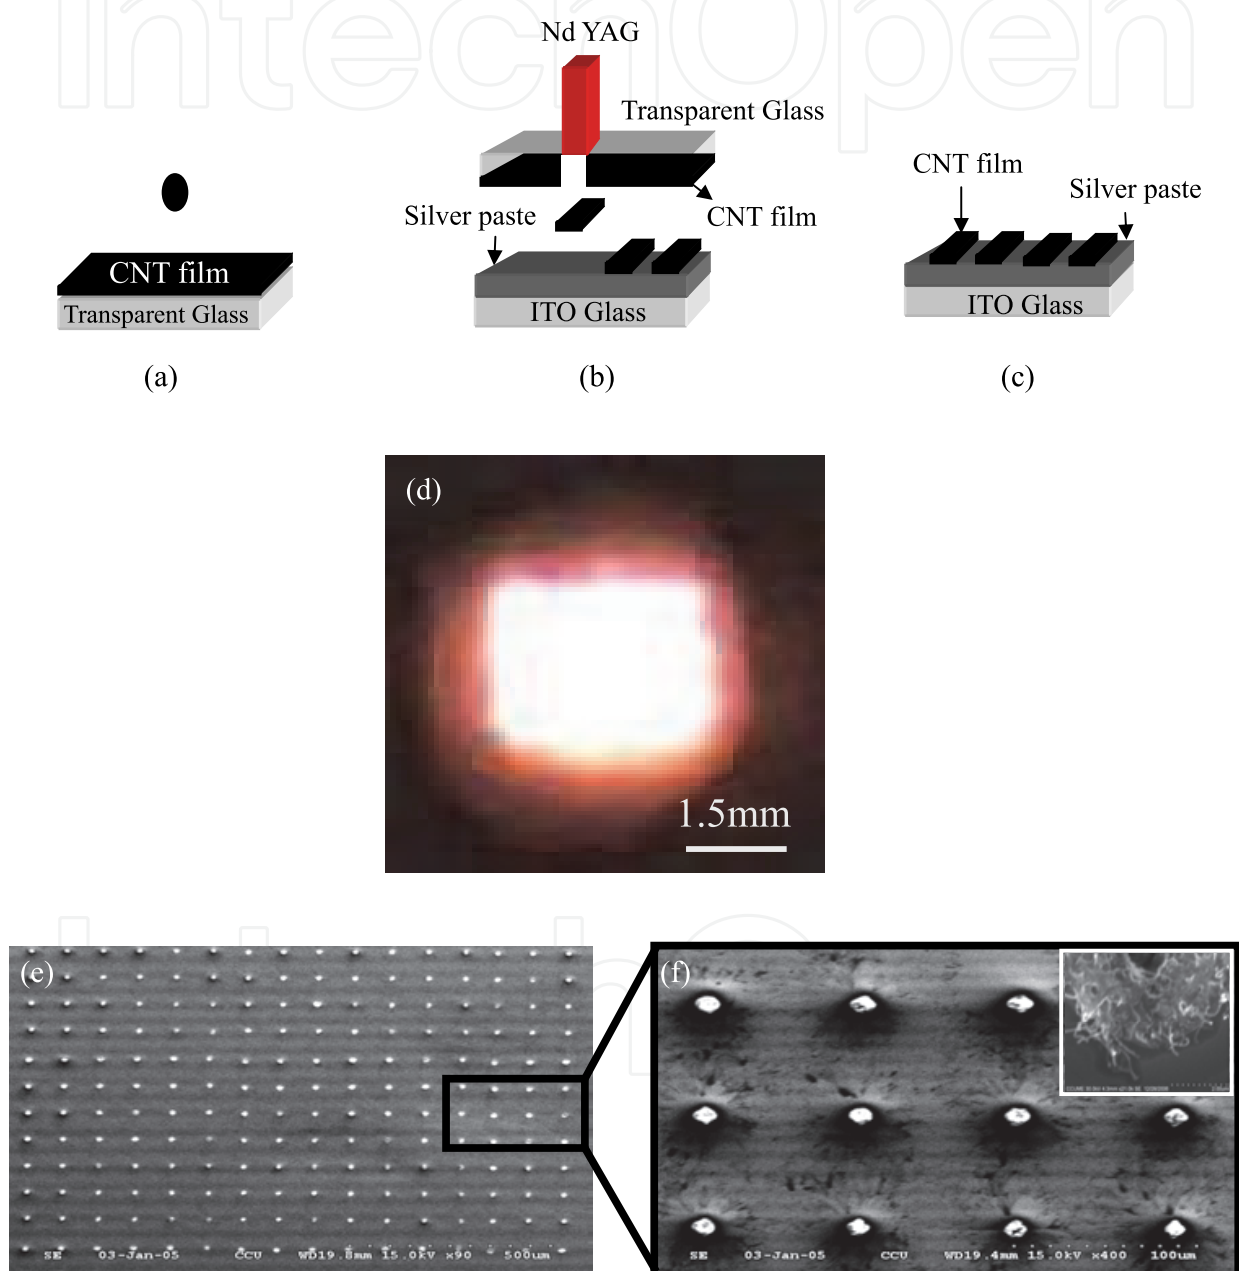 IntechOpen
Nd YAG
Transparent Glass
CNT film
Silver paste
CNT film
Silver paste
CNT film
Transparent Glass
ITO Glass
ITO Glass
(a)
(b)
(c)
(d)
1.5mm
(e)
SE 03-Jan-05 CCU WD19.8mm 15.0kV x90 500um
(f)
SE 03-Jan-05 CCU WD19.4mm 15.0kV x400 100um